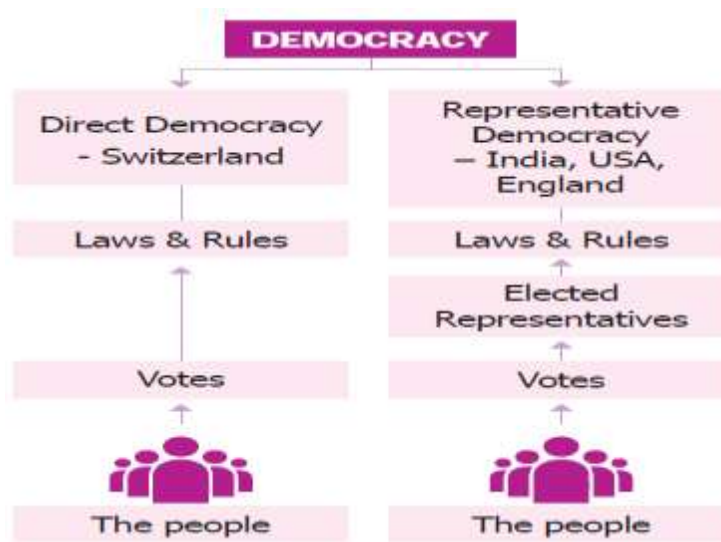 DEMOCRACY
Direct Democracy
- Switzerland
Laws & Rules
Votes
The people
Representative
Democracy
– India, USA,
England
Laws & Rules
Elected
Representatives
Votes
The people